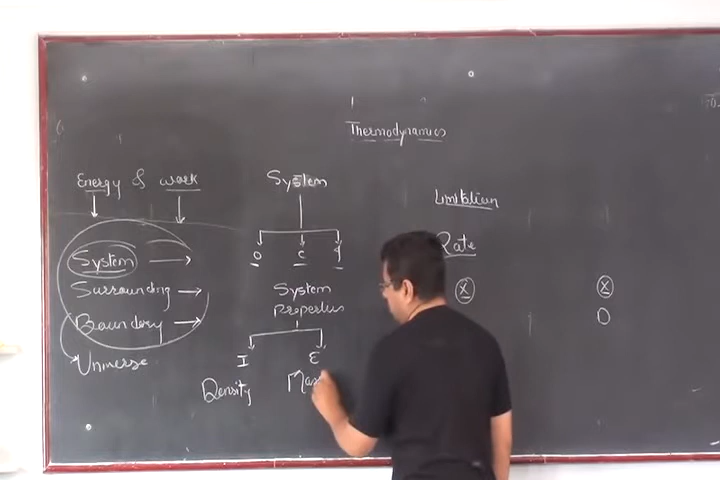 Thermodynamics
Energy & work
System
Surrounding
Boundary
Universe
System
O C I
System
Properties
I E
Density Mas
Limitation
Rate
X X
O